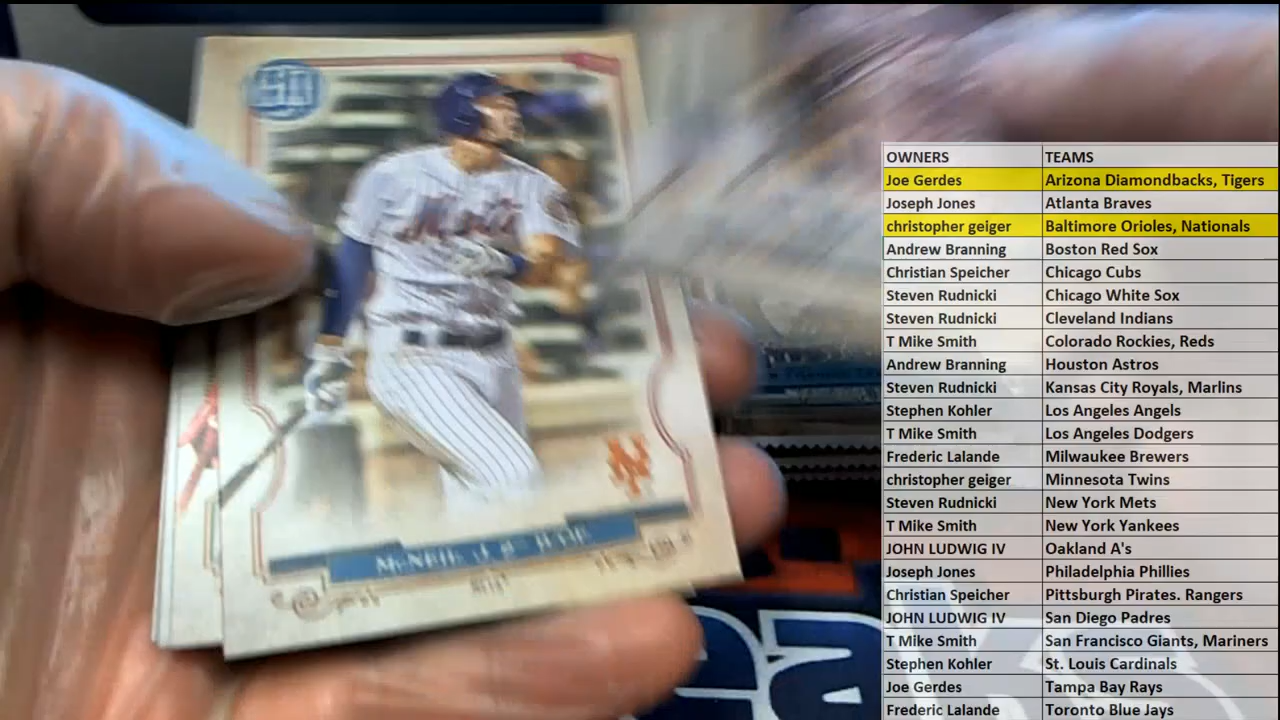 Mets
McNEIL
METS
OWNERS TEAMS
Joe Gerdes Arizona Diamondbacks, Tigers
Joseph Jones Atlanta Braves
christopher geiger Baltimore Orioles, Nationals
Andrew Branning Boston Red Sox
Christian Speicher Chicago Cubs
Steven Rudnicki Chicago White Sox
Steven Rudnicki Cleveland Indians
T Mike Smith Colorado Rockies, Reds
Andrew Branning Houston Astros
Steven Rudnicki Kansas City Royals, Marlins
Stephen Kohler Los Angeles Angels
T Mike Smith Los Angeles Dodgers
Frederic Lalande Milwaukee Brewers
christopher geiger Minnesota Twins
Steven Rudnicki New York Mets
T Mike Smith New York Yankees
JOHN LUDWIG IV Oakland A's
Joseph Jones Philadelphia Phillies
Christian Speicher Pittsburgh Pirates. Rangers
JOHN LUDWIG IV San Diego Padres
T Mike Smith San Francisco Giants, Mariners
Stephen Kohler St. Louis Cardinals
Joe Gerdes Tampa Bay Rays
Frederic Lalande Toronto Blue Jays